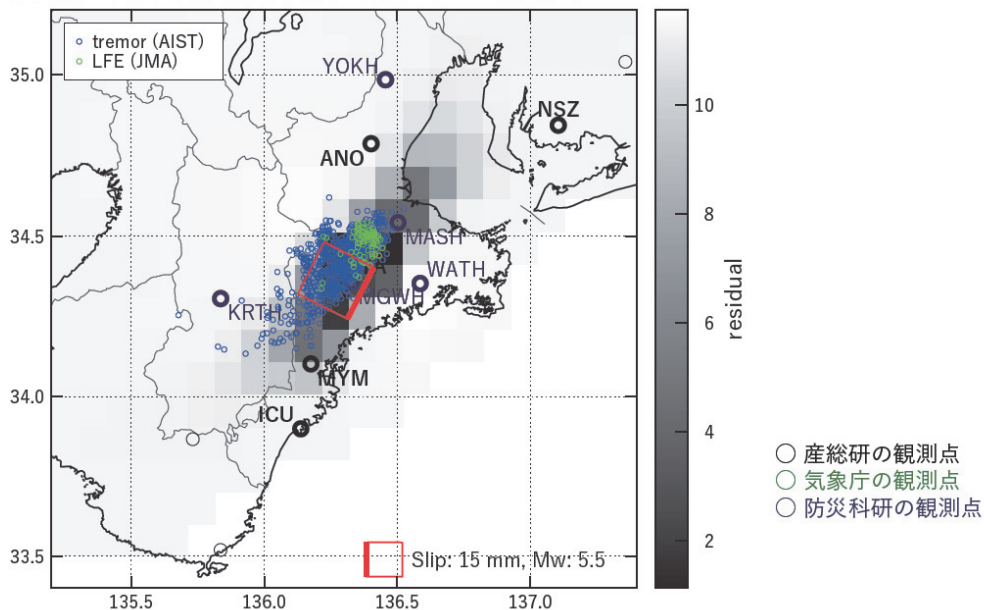 tremor (AIST)
LFE (JMA)
YOKH
NSZ
ANO
MASH
WATH
MGWH
KRTH
MYM
ICU
Slip: 15 mm, Mw: 5.5
35.0
34.5
34.0
33.5
135.5
136.0
136.5
137.0
10
8
6
4
2
residual
産総研の観測点
気象庁の観測点
防災科研の観測点